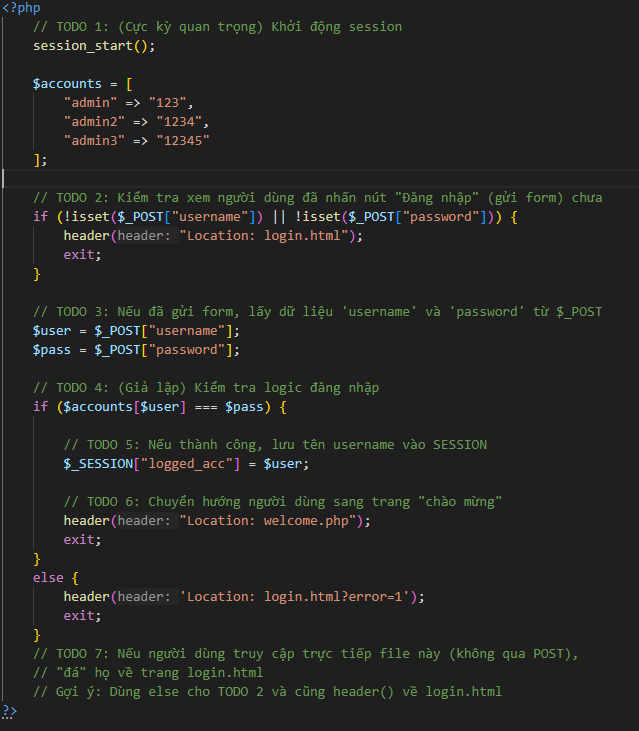 <?php
// TODO 1: (Cực kỳ quan trọng) Khởi động session
session_start();
$accounts = [
"admin" => "123",
"admin2" => "1234",
"admin3" => "12345"
];
// TODO 2: Kiểm tra xem người dùng đã nhấn nút "Đăng nhập" (gửi form) chưa
if (!isset($_POST["username"]) || !isset($_POST["password"])) {
header(header: "Location: login.html");
exit;
}
// TODO 3: Nếu đã gửi form, lấy dữ liệu 'username' và 'password' từ $_POST
$user = $_POST["username"];
$pass = $_POST["password"];
// TODO 4: (Giả lập) Kiểm tra logic đăng nhập
if ($accounts[$user] === $pass) {
// TODO 5: Nếu thành công, lưu tên username vào SESSION
$_SESSION["logged_acc"] = $user;
// TODO 6: Chuyển hướng người dùng sang trang "chào mừng"
header(header: "Location: welcome.php");
exit;
}
else {
header(header: 'Location: login.html?error=1');
exit;
}
// TODO 7: Nếu người dùng truy cập trực tiếp file này (không qua POST),
// "đá" họ về trang login.html
// Gợi ý: Dùng else cho TODO 2 và cũng header() về login.html
?>